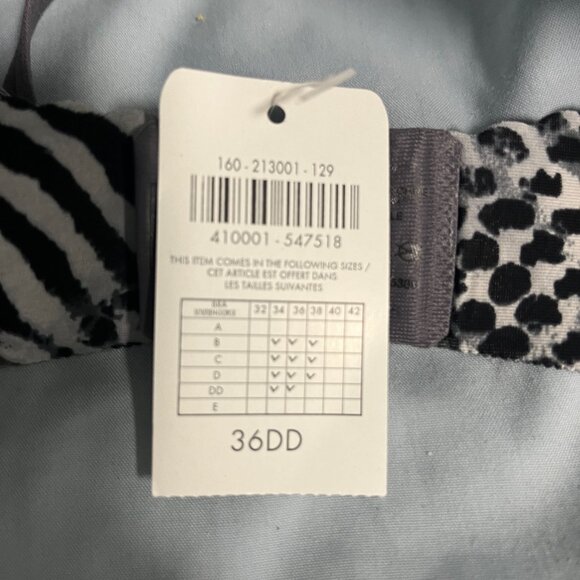 160-213001-129
410001-547518
THIS ITEM COMES IN THE FOLLOWING SIZES /
CET ARTICLE EST OFFERT DANS
LES TAILLES SUIVANTES
32 34 36 38 40 42
A
B
C
D
DD
E
36DD